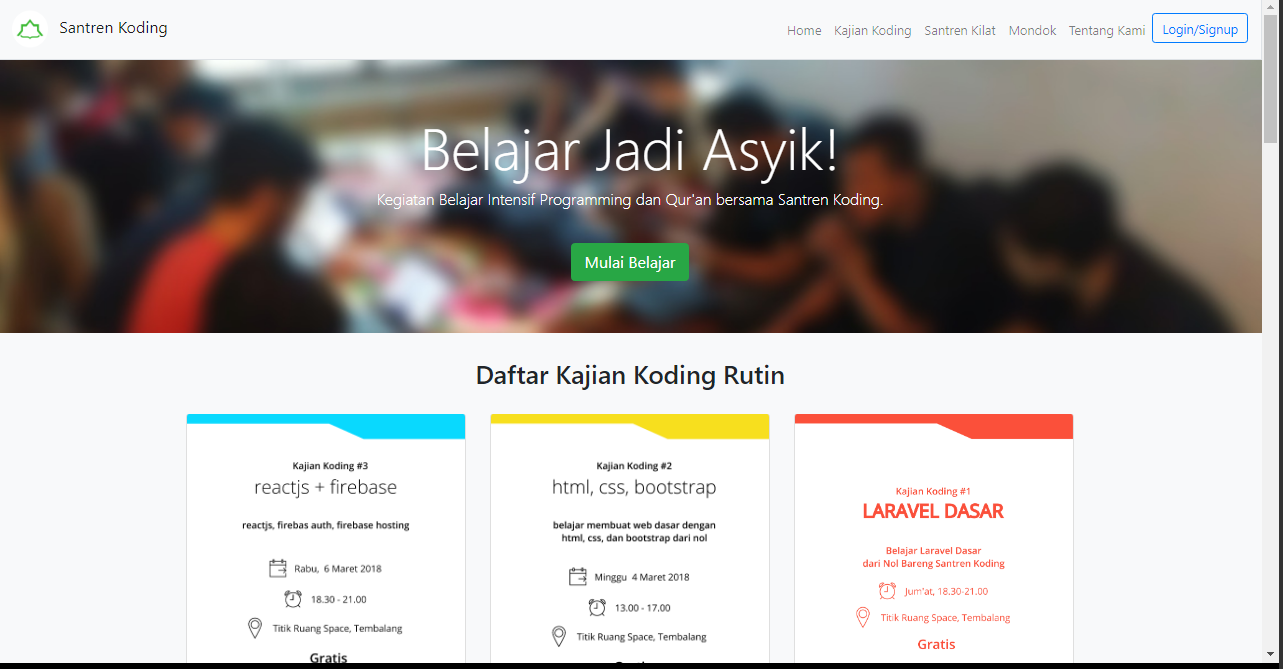 Santren Koding
Home Kajian Koding Santren Kilat Mondok Tentang Kami Login/Signup
Belajar Jadi Asyik!
Kegiatan Belajar Intensif Programming dan Qur'an bersama Santren Koding.
Mulai Belajar
Daftar Kajian Koding Rutin
Kajian Koding #3
reactjs + firebase
reactjs, firebas auth, firebase hosting
Rabu, 6 Maret 2018
18.30 - 21.00
Titik Ruang Space, Tembalang
Gratis
Kajian Koding #2
html, css, bootstrap
belajar membuat web dasar dengan
html, css, dan bootstrap dari nol
Minggu 4 Maret 2018
13.00 - 17.00
Titik Ruang Space, Tembalang
Kajian Koding #1
LARAVEL DASAR
Belajar Laravel Dasar
dari Nol Bareng Santren Koding
Jum'at, 18.30-21.00
Titik Ruang Space, Tembalang
Gratis